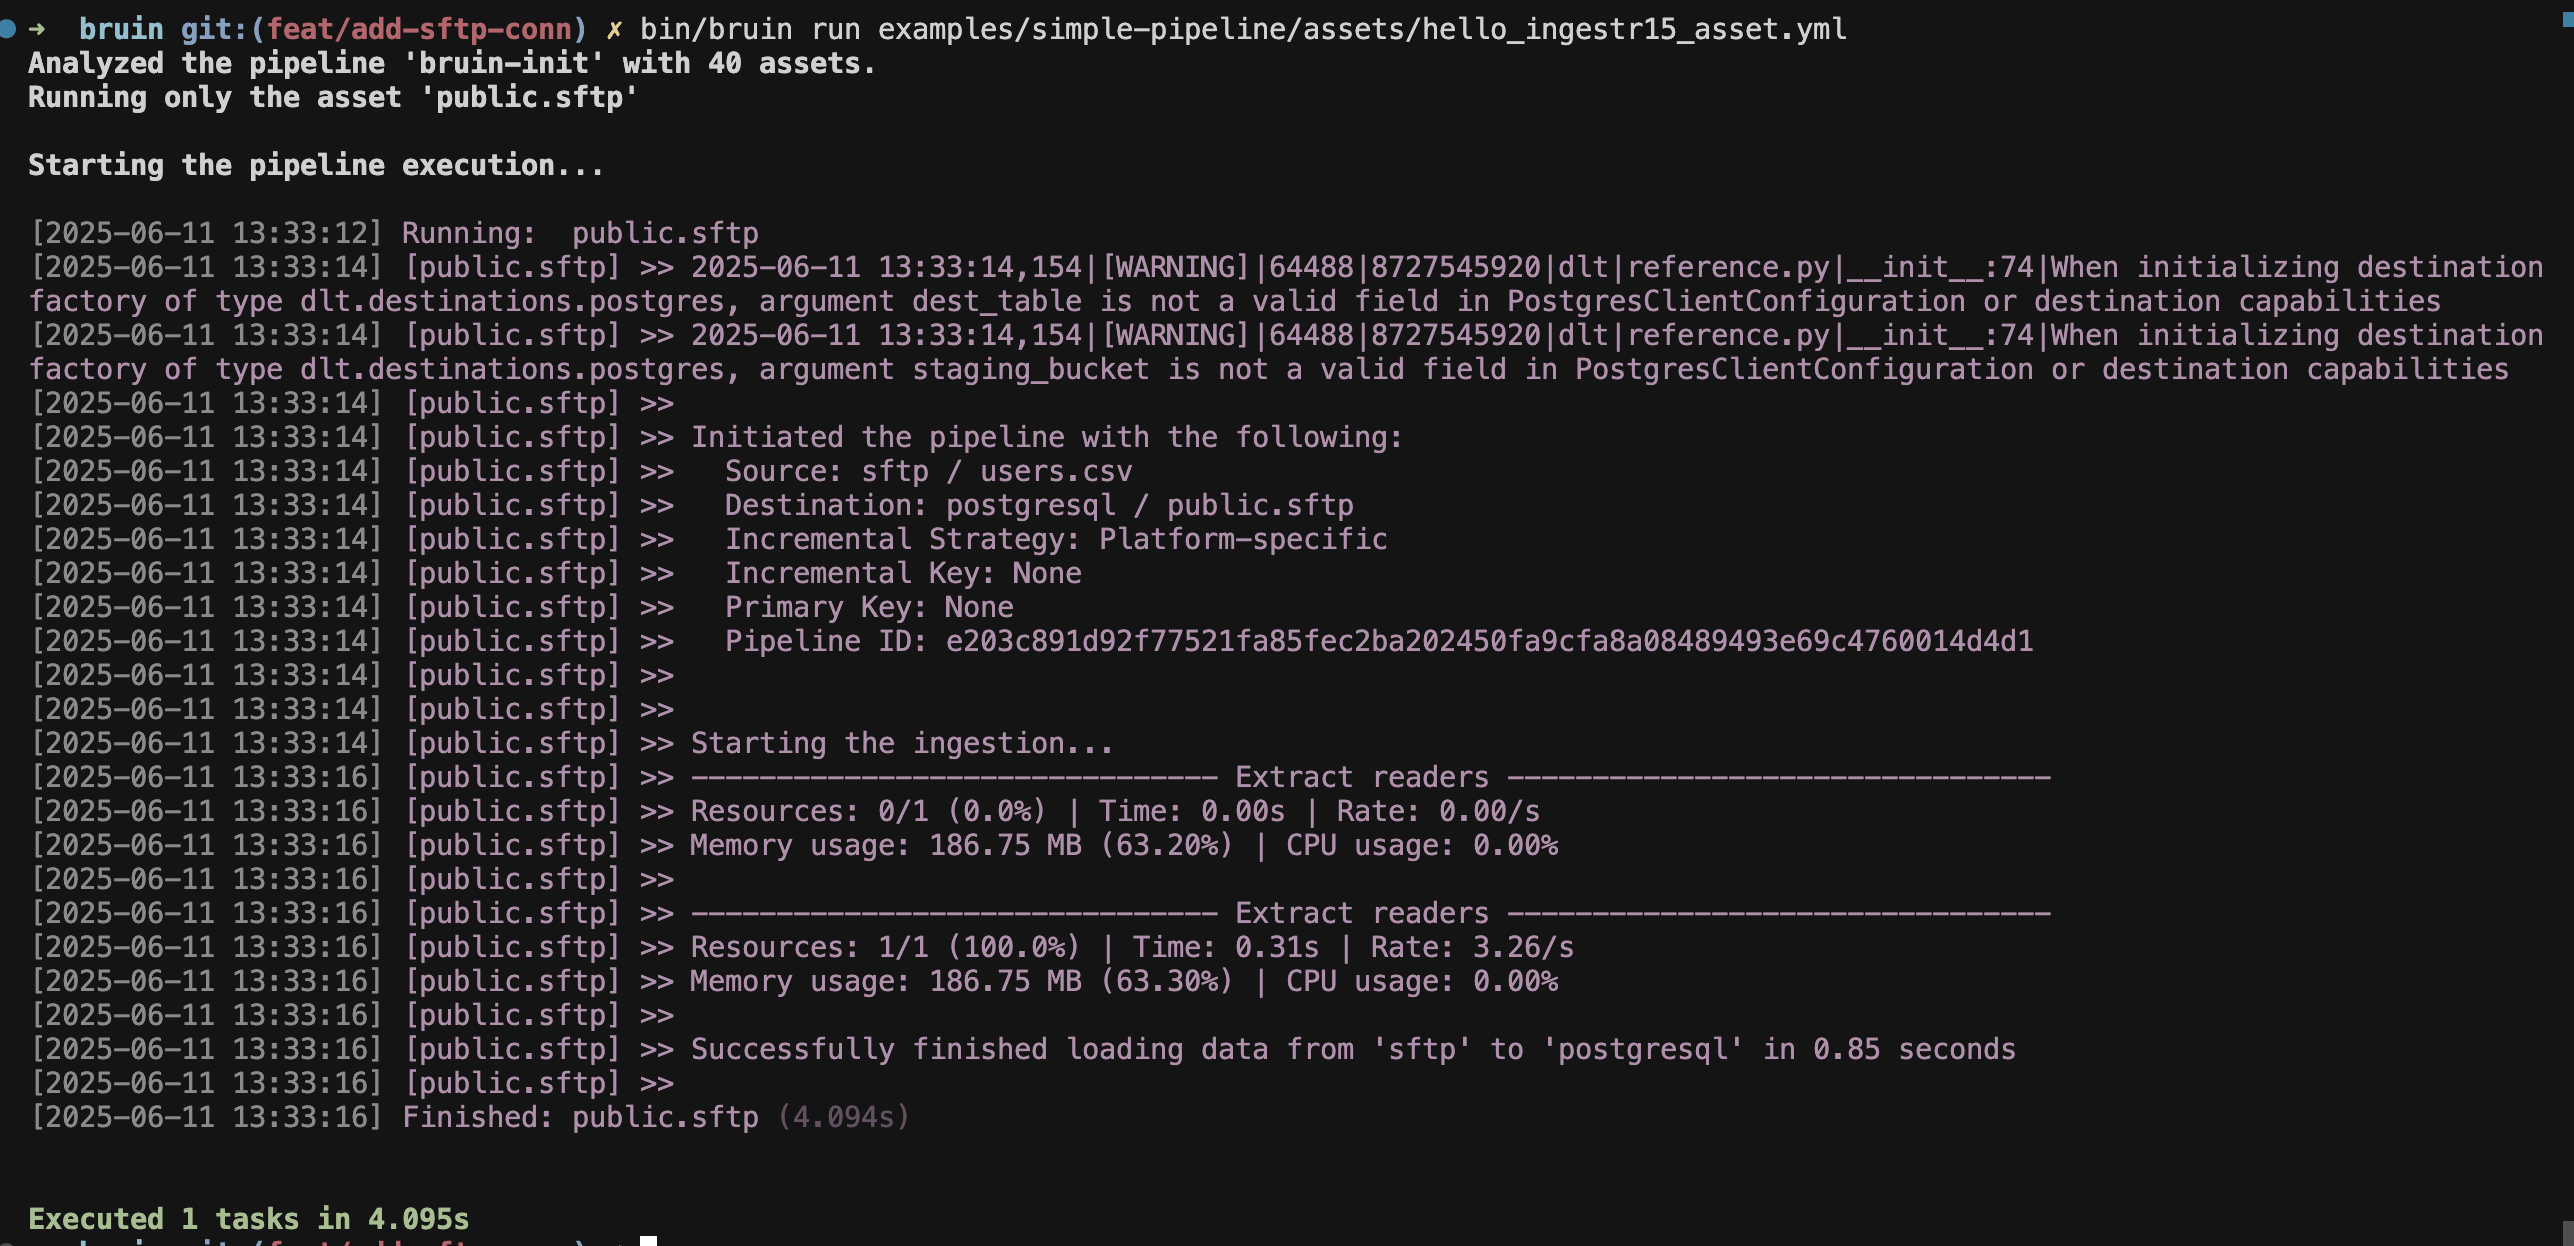 ➜  bruin git:(feat/add-sftp-conn) ✗ bin/bruin run examples/simple-pipeline/assets/hello_ingestr15_asset.yml
Analyzed the pipeline 'bruin-init' with 40 assets.
Running only the asset 'public.sftp'
Starting the pipeline execution...
[2025-06-11 13:33:12] Running:  public.sftp
[2025-06-11 13:33:14] [public.sftp] >> 2025-06-11 13:33:14,154|[WARNING]|64488|8727545920|dlt|reference.py|__init__:74|When initializing destination
factory of type dlt.destinations.postgres, argument dest_table is not a valid field in PostgresClientConfiguration or destination capabilities
[2025-06-11 13:33:14] [public.sftp] >> 2025-06-11 13:33:14,154|[WARNING]|64488|8727545920|dlt|reference.py|__init__:74|When initializing destination
factory of type dlt.destinations.postgres, argument staging_bucket is not a valid field in PostgresClientConfiguration or destination capabilities
[2025-06-11 13:33:14] [public.sftp] >>
[2025-06-11 13:33:14] [public.sftp] >> Initiated the pipeline with the following:
[2025-06-11 13:33:14] [public.sftp] >>   Source: sftp / users.csv
[2025-06-11 13:33:14] [public.sftp] >>   Destination: postgresql / public.sftp
[2025-06-11 13:33:14] [public.sftp] >>   Incremental Strategy: Platform-specific
[2025-06-11 13:33:14] [public.sftp] >>   Incremental Key: None
[2025-06-11 13:33:14] [public.sftp] >>   Primary Key: None
[2025-06-11 13:33:14] [public.sftp] >>   Pipeline ID: e203c891d92f77521fa85fec2ba202450fa9cfa8a08489493e69c4760014d4d1
[2025-06-11 13:33:14] [public.sftp] >>
[2025-06-11 13:33:14] [public.sftp] >>
[2025-06-11 13:33:14] [public.sftp] >> Starting the ingestion...
[2025-06-11 13:33:16] [public.sftp] >> ------------------------------- Extract readers --------------------------------
[2025-06-11 13:33:16] [public.sftp] >> Resources: 0/1 (0.0%) | Time: 0.00s | Rate: 0.00/s
[2025-06-11 13:33:16] [public.sftp] >> Memory usage: 186.75 MB (63.20%) | CPU usage: 0.00%
[2025-06-11 13:33:16] [public.sftp] >>
[2025-06-11 13:33:16] [public.sftp] >> ------------------------------- Extract readers --------------------------------
[2025-06-11 13:33:16] [public.sftp] >> Resources: 1/1 (100.0%) | Time: 0.31s | Rate: 3.26/s
[2025-06-11 13:33:16] [public.sftp] >> Memory usage: 186.75 MB (63.30%) | CPU usage: 0.00%
[2025-06-11 13:33:16] [public.sftp] >>
[2025-06-11 13:33:16] [public.sftp] >> Successfully finished loading data from 'sftp' to 'postgresql' in 0.85 seconds
[2025-06-11 13:33:16] [public.sftp] >>
[2025-06-11 13:33:16] Finished: public.sftp (4.094s)
Executed 1 tasks in 4.095s